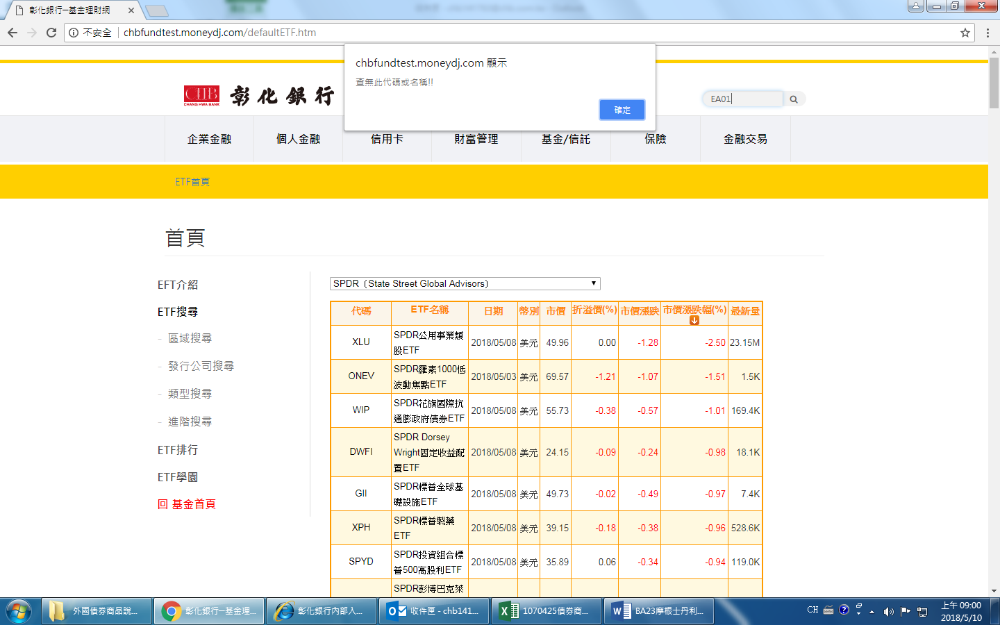 彰化銀行─基金理財網
不安全
chbfundtest.moneydj.com/defaultETF.htm
chbfundtest.moneydj.com 顯示
查無此代碼或名稱!!
確定
CHB
CHANG HWA BANK
彰化銀行
EA01
企業金融
個人金融
信用卡
財富管理
基金/信託
保險
金融交易
ETF首頁
首頁
EFT介紹
ETF搜尋
- 區域搜尋
- 發行公司搜尋
- 類型搜尋
- 進階搜尋
ETF排行
ETF學園
回 基金首頁
SPDR（State Street Global Advisors）
代碼 ETF名稱 日期 幣別 市價 折溢價(%) 市價漲跌 市價漲跌幅(%) 最新量
XLU SPDR公用事業類 2018/05/08 美元 49.96 0.00 -1.28 -2.50 23.15M
股ETF
ONEV SPDR羅素1000低 2018/05/03 美元 69.57 -1.21 -1.07 -1.51 1.5K
波動焦點ETF
WIP SPDR花旗國際抗 2018/05/08 美元 55.73 -0.38 -0.57 -1.01 169.4K
通膨政府債券ETF
SPDR Dorsey
DWFI Wright固定收益配 2018/05/08 美元 24.15 -0.09 -0.24 -0.98 18.1K
置ETF
GII SPDR標普全球基 2018/05/08 美元 49.73 -0.02 -0.49 -0.97 7.4K
礎設施ETF
XPH SPDR標普製藥 2018/05/08 美元 39.15 -0.18 -0.38 -0.96 528.6K
ETF
SPYD SPDR投資組合標 2018/05/08 美元 35.89 0.06 -0.34 -0.94 119.0K
普500高股利ETF
SPDR彭博巴克萊
外國債券商品說...
彰化銀行─基金理...
彰化銀行內部入...
收件匣 - chb141...
1070425債券商...
BA23摩根士丹利...
CH
上午 09:00
2018/5/10